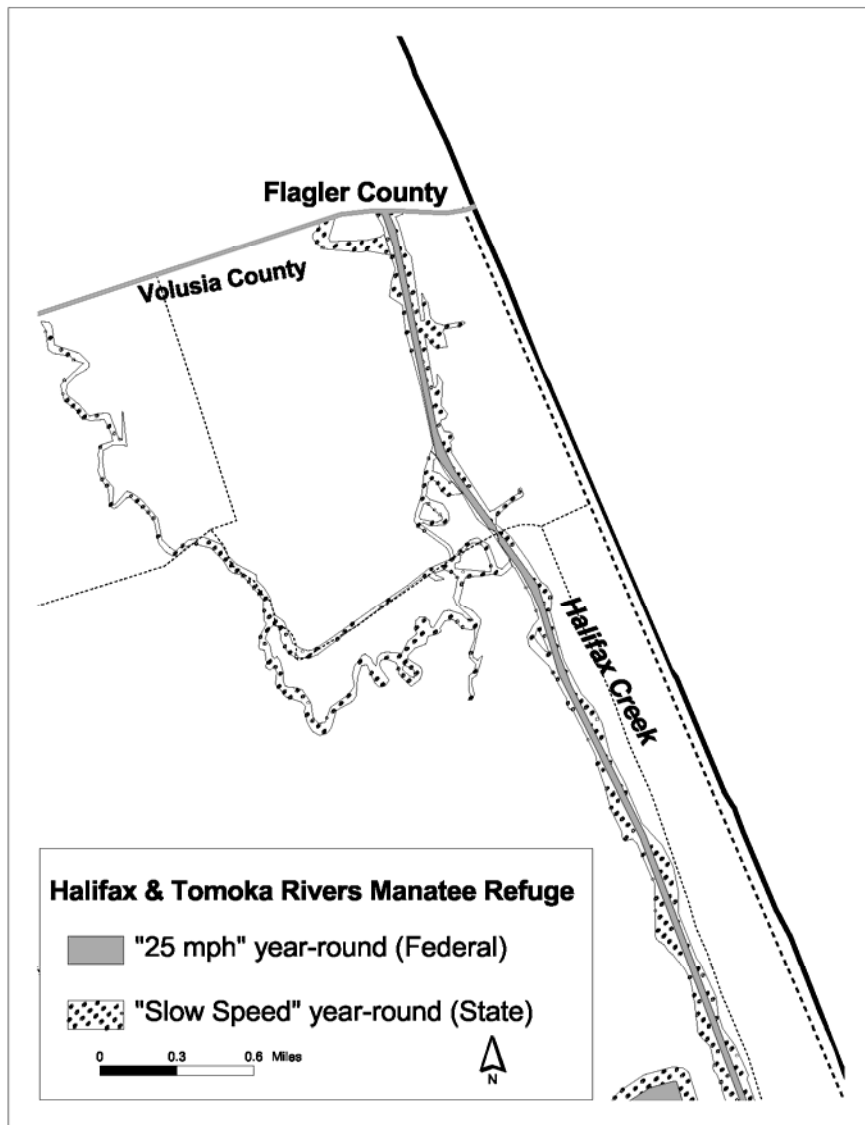 Flagler County
Volusia County
Halifax Creek
Halifax & Tomoka Rivers Manatee Refuge
"25 mph" year-round (Federal)
"Slow Speed" year-round (State)
0 0.3 0.6 Miles
N